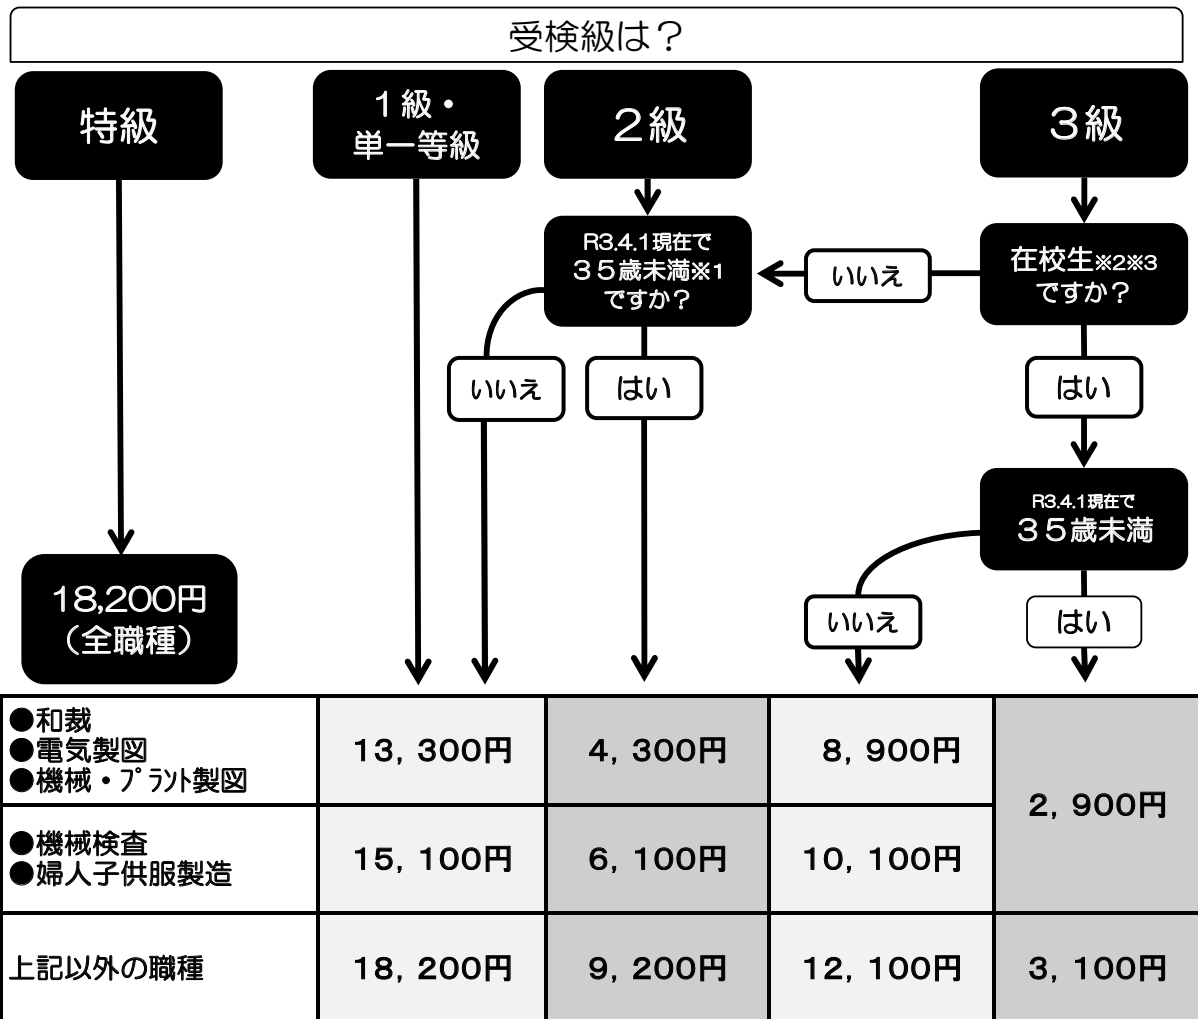 受検級は？
特級
１級・
単一等級
２級
３級
R3.4.1現在で
３５歳未満※1
ですか？
いいえ
在校生※2※3
ですか？
いいえ
はい
はい
R3.4.1現在で
３５歳未満
18,200円
（全職種）
いいえ
はい
●和裁
●電気製図
●機械・ﾌﾟﾗﾝﾄ製図
13, 300円
4, 300円
8, 900円
2, 900円
●機械検査
●婦人子供服製造
15, 100円
6, 100円
10, 100円
上記以外の職種
18, 200円
9, 200円
12, 100円
3, 100円